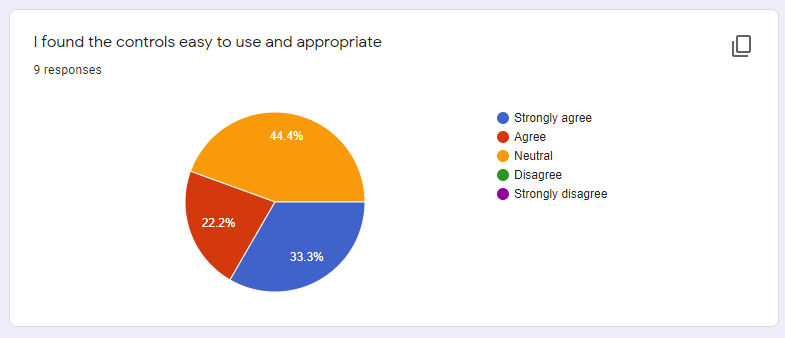 I found the controls easy to use and appropriate
9 responses
44.4%
22.2%
33.3%
Strongly agree
Agree
Neutral
Disagree
Strongly disagree